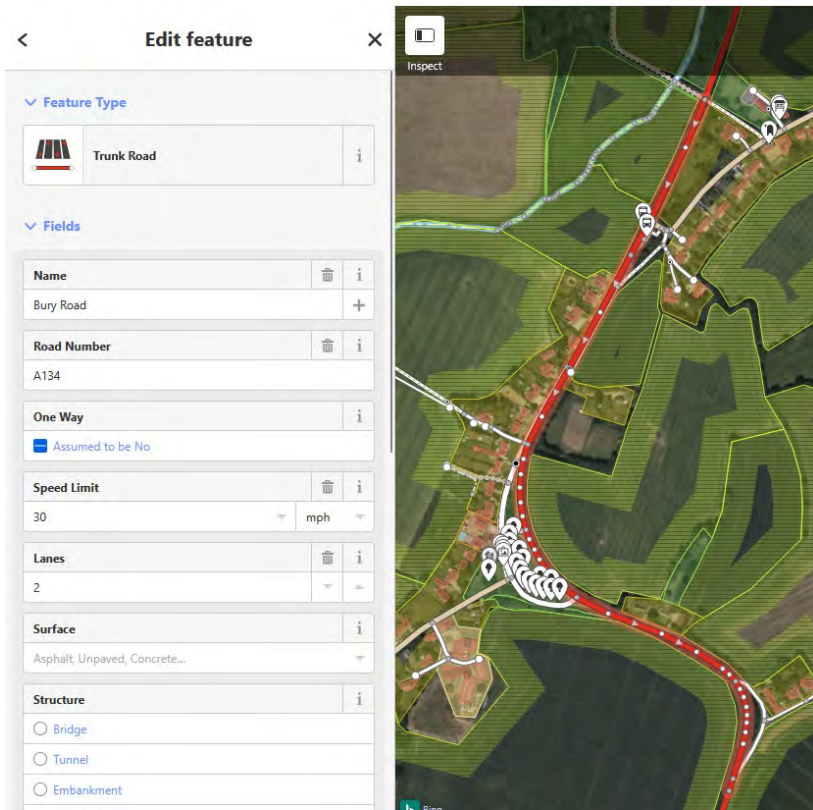 Edit feature
Inspect
Feature Type
Trunk Road
i
Fields
Name
i
Bury Road
Road Number
i
A134
One Way
i
Assumed to be No
Speed Limit
i
30
mph
Lanes
i
2
Surface
i
Asphalt, Unpaved, Concrete...
Structure
i
Bridge
Tunnel
Embankment
Bing